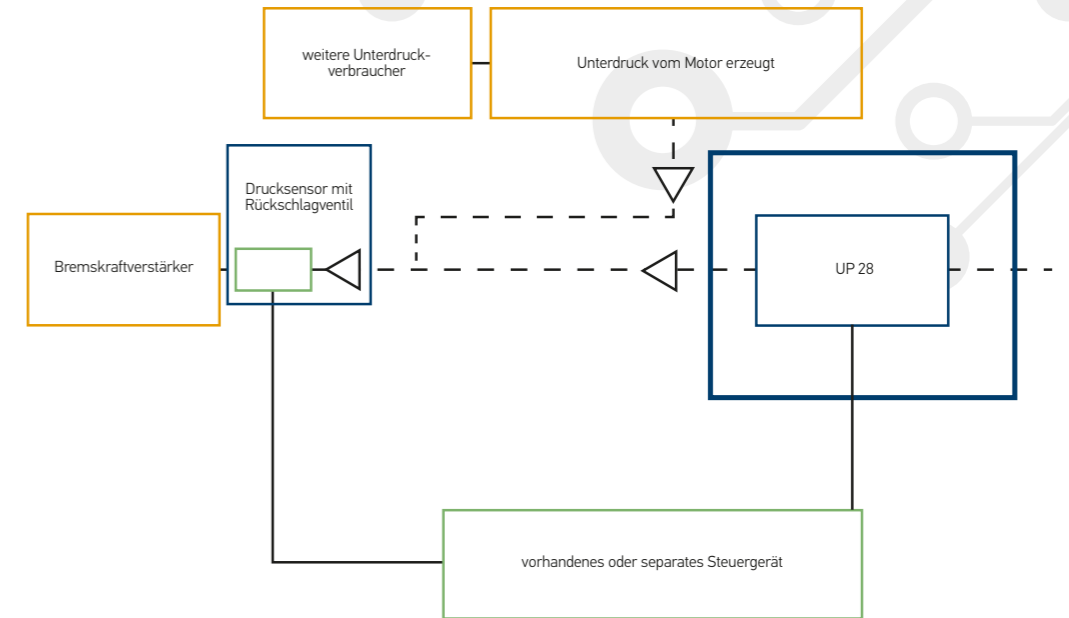 weitere Unterdruck-
verbraucher
Unterdruck vom Motor erzeugt
Drucksensor mit
Rückschlagventil
Bremskraftverstärker
UP 28
vorhandenes oder separates Steuergerät